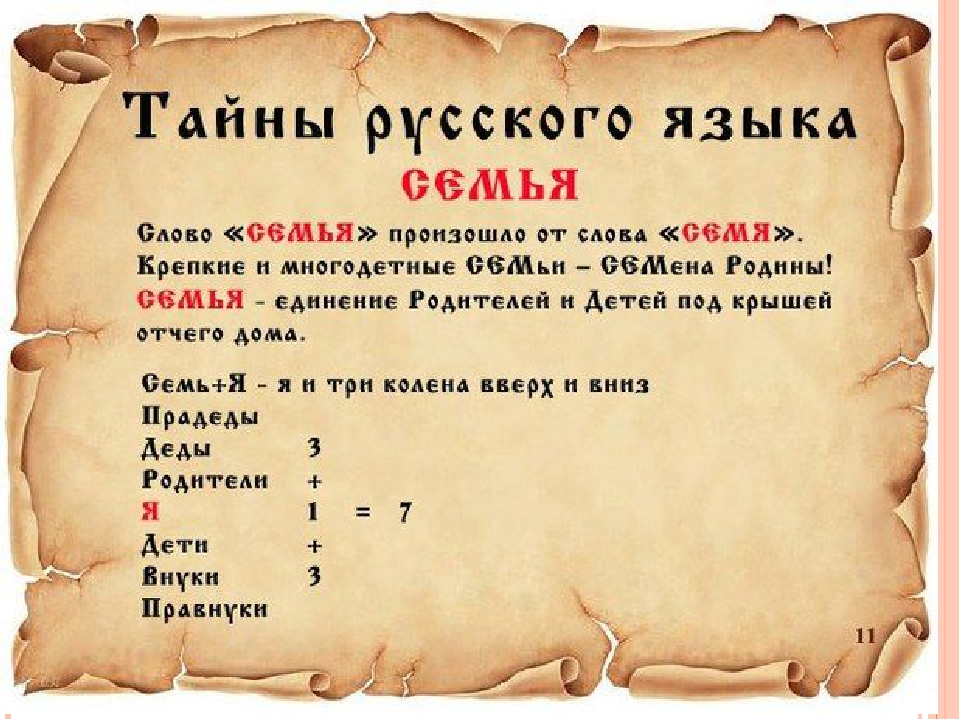 Тайны русского языка
СЕМЬЯ
Слово «СЕМЬЯ» произошло от слова «СЕМЯ».
Крепкие и многодетные СЕМьи – СЕМена Родины!
СЕМЬЯ - единение Родителей и Детей под крышей
отчего дома.
Семь+Я - я и три колена вверх и вниз
Прадеды
Деды 3
Родители +
Я 1 = 7
Дети +
Внуки 3
Правнуки
11